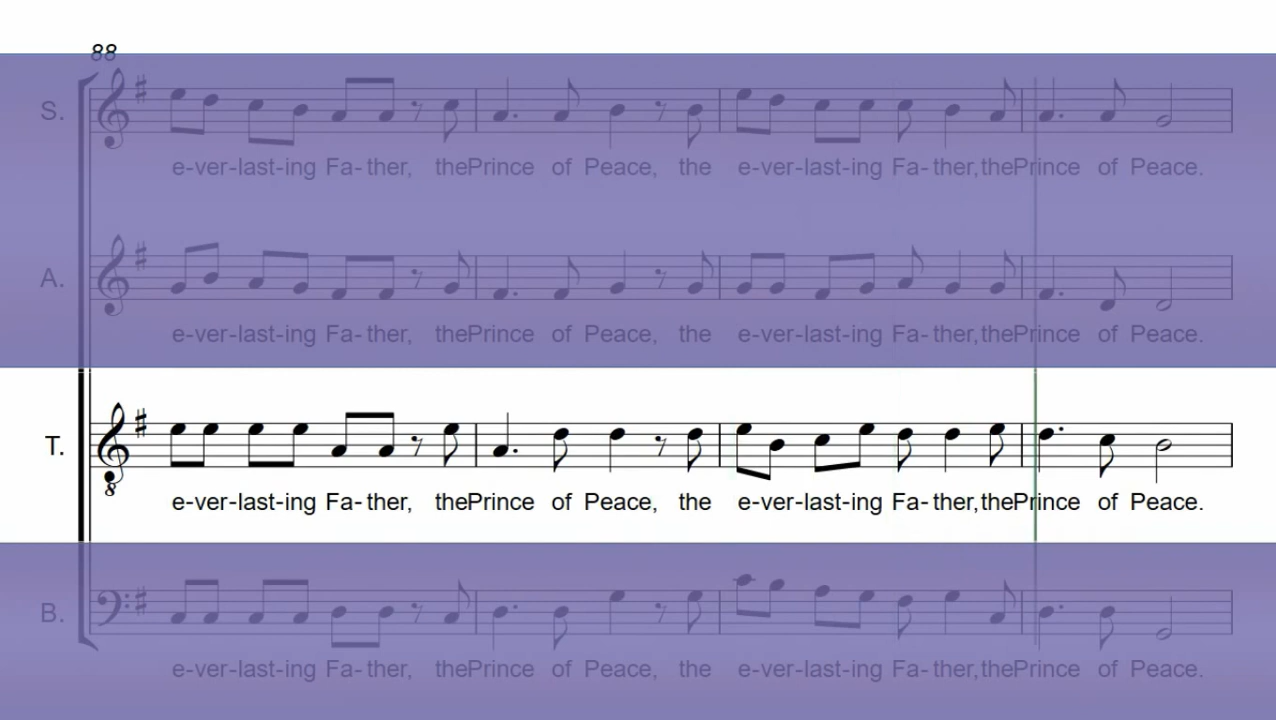 88
S.
e-ver-last-ing Fa-ther, thePrince of Peace, the e-ver-last-ing Fa-ther,thePrince of Peace.
A.
e-ver-last-ing Fa-ther, thePrince of Peace, the e-ver-last-ing Fa-ther,thePrince of Peace.
T.
8
e-ver-last-ing Fa-ther, thePrince of Peace, the e-ver-last-ing Fa-ther,thePrince of Peace.
B.
e-ver-last-ing Fa-ther, thePrince of Peace, the e-ver-last-ing Fa-ther,thePrince of Peace.